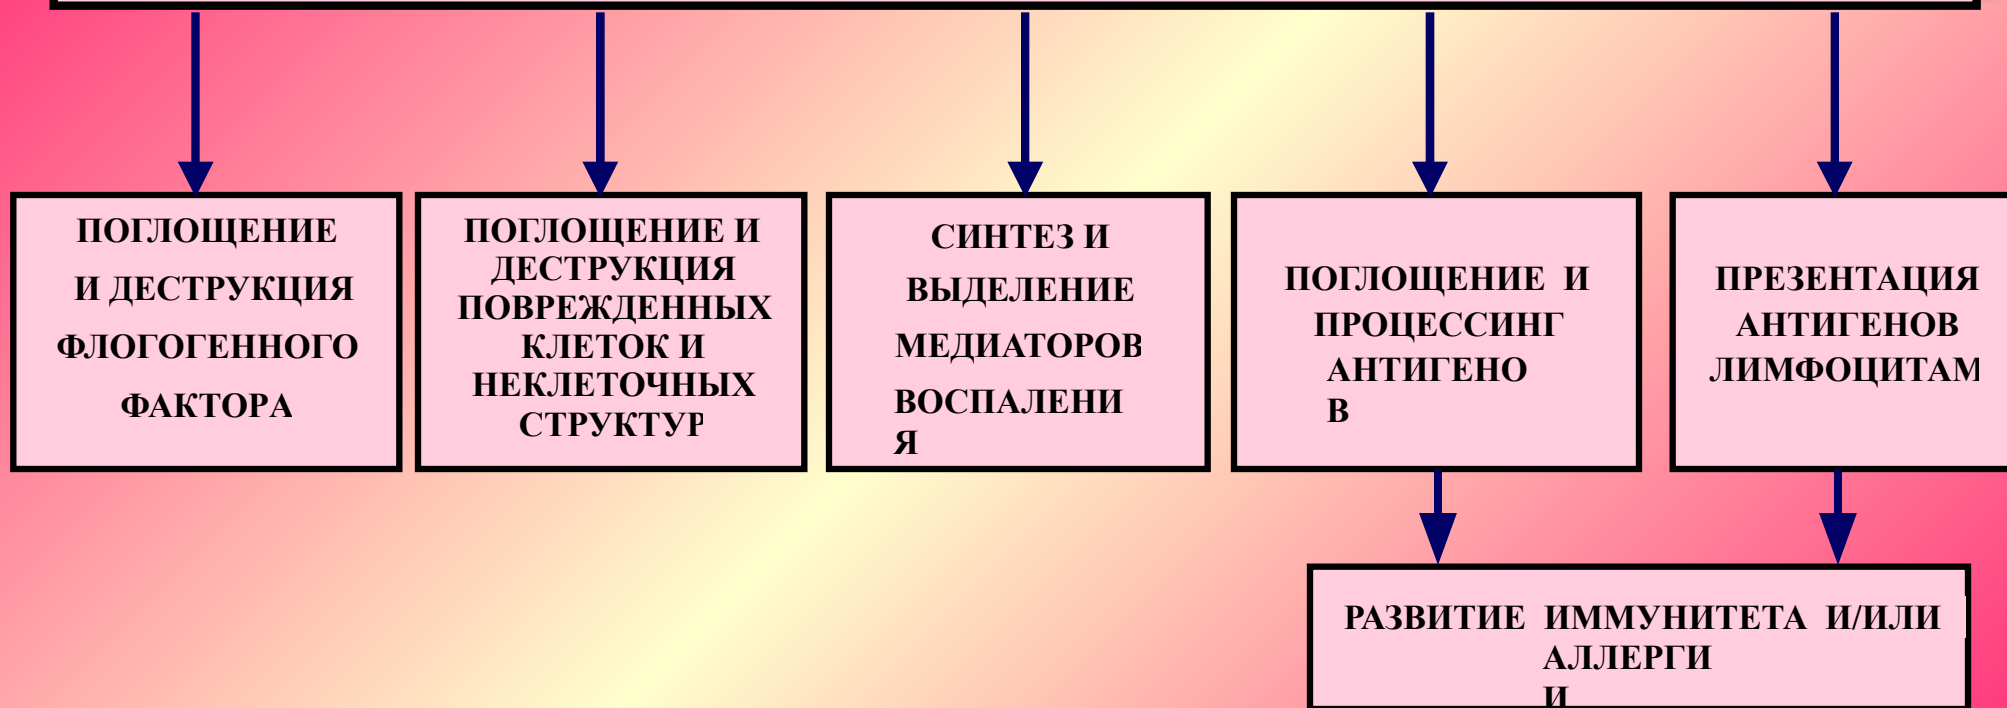 ПОГЛОЩЕНИЕ
И ДЕСТРУКЦИЯ
ФЛОГОГЕННОГО
ФАКТОРА
ПОГЛОЩЕНИЕ И
ДЕСТРУКЦИЯ
ПОВРЕЖДЕННЫХ
КЛЕТОК И
НЕКЛЕТОЧНЫХ
СТРУКТУР
СИНТЕЗ И
ВЫДЕЛЕНИЕ
МЕДИАТОРОВ
ВОСПАЛЕНИ
Я
ПОГЛОЩЕНИЕ И
ПРОЦЕССИНГ
АНТИГЕНО
В
ПРЕЗЕНТАЦИЯ
АНТИГЕНОВ
ЛИМФОЦИТАМ
РАЗВИТИЕ ИММУНИТЕТА И/ИЛИ
АЛЛЕРГИ
И